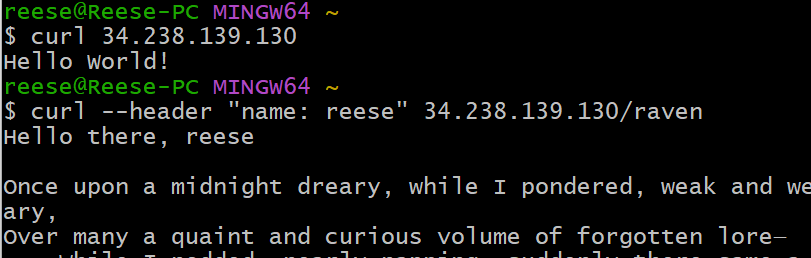 reese@Reese-PC MINGW64 ~
$ curl 34.238.139.130
Hello World!
reese@Reese-PC MINGW64 ~
$ curl --header "name: reese" 34.238.139.130/raven
Hello there, reese
Once upon a midnight dreary, while I pondered, weak and we
ary,
Over many a quaint and curious volume of forgotten lore—
While I nodded, nearly napping, suddenly there came a